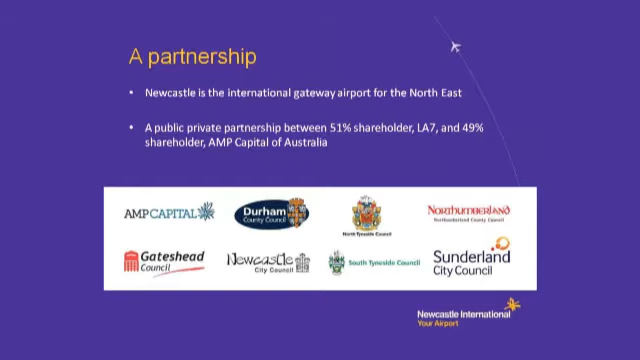 A partnership
• Newcastle is the international gateway airport for the North East
• A public private partnership between 51% shareholder, LA7, and 49%
shareholder, AMP Capital of Australia
AMPCAPITAL
Durham
County Council
North Tyneside Council
Northumberland
Northumberland County Council
Gateshead
Council
Newcastle
City Council
South Tyneside Council
Sunderland
City Council
Newcastle International
Your Airport